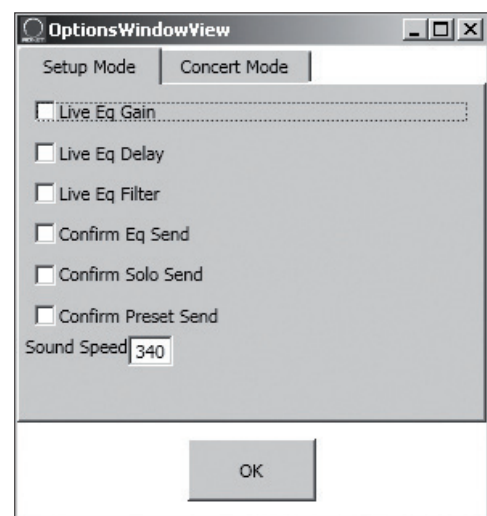 OptionsWindowView
Setup Mode Concert Mode
Live Eq Gain
Live Eq Delay
Live Eq Filter
Confirm Eq Send
Confirm Solo Send
Confirm Preset Send
Sound Speed 340
OK